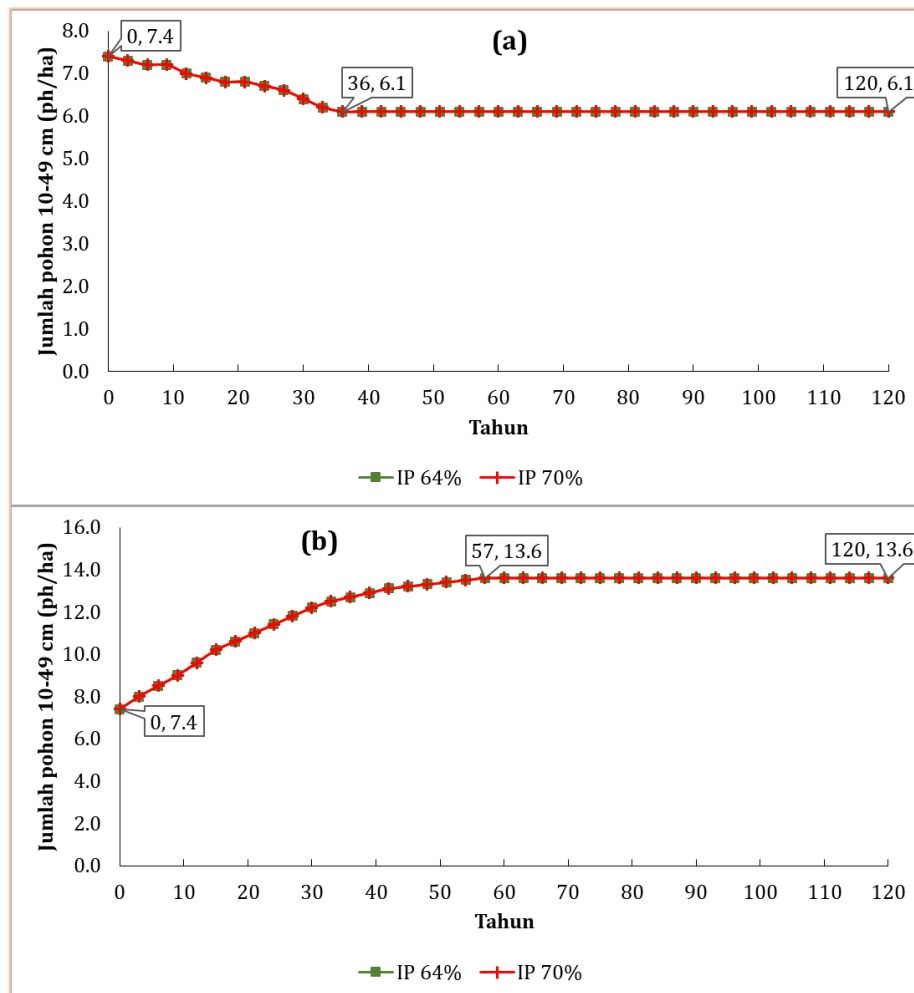 (a)
Jumlah pohon 10-49 cm (ph/ha)
8.0
7.0
6.0
5.0
4.0
3.0
2.0
1.0
0.0
0, 7.4
36, 6.1
120, 6.1
0 10 20 30 40 50 60 70 80 90 100 110 120
Tahun
IP 64% IP 70%
(b)
Jumlah pohon 10-49 cm (ph/ha)
16.0
14.0
12.0
10.0
8.0
6.0
4.0
2.0
0.0
57, 13.6
120, 13.6
0, 7.4
0 10 20 30 40 50 60 70 80 90 100 110 120
Tahun
IP 64% IP 70%